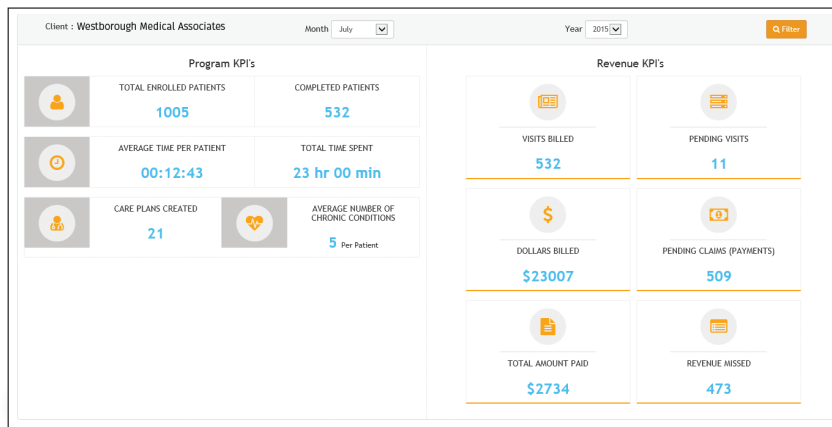 Client : Westborough Medical Associates
Month July
Year 2015
Filter
Program KPI's
TOTAL ENROLLED PATIENTS
1005
COMPLETED PATIENTS
532
AVERAGE TIME PER PATIENT
00:12:43
TOTAL TIME SPENT
23 hr 00 min
CARE PLANS CREATED
21
AVERAGE NUMBER OF
CHRONIC CONDITIONS
5 Per Patient
Revenue KPI's
VISITS BILLED
532
PENDING VISITS
11
DOLLARS BILLED
$23007
PENDING CLAIMS (PAYMENTS)
509
TOTAL AMOUNT PAID
$2734
REVENUE MISSED
473